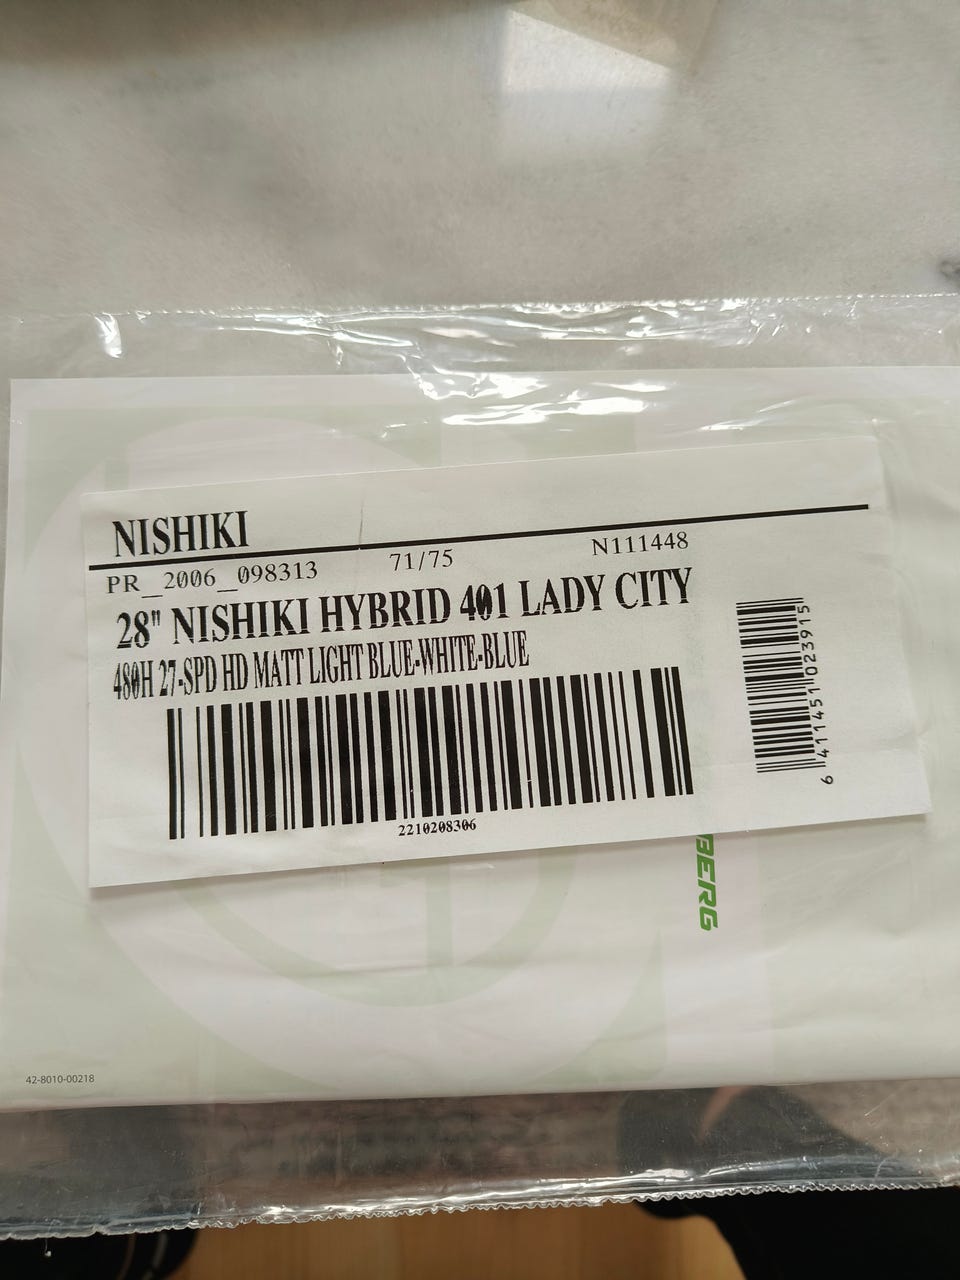 NISHIKI
PR_2006_098313 71/75 N111448
28" NISHIKI HYBRID 401 LADY CITY
480H 27-SPD HD MATT LIGHT BLUE-WHITE-BLUE
2210208306
6 411451 023915
BERG
42-8010-00218